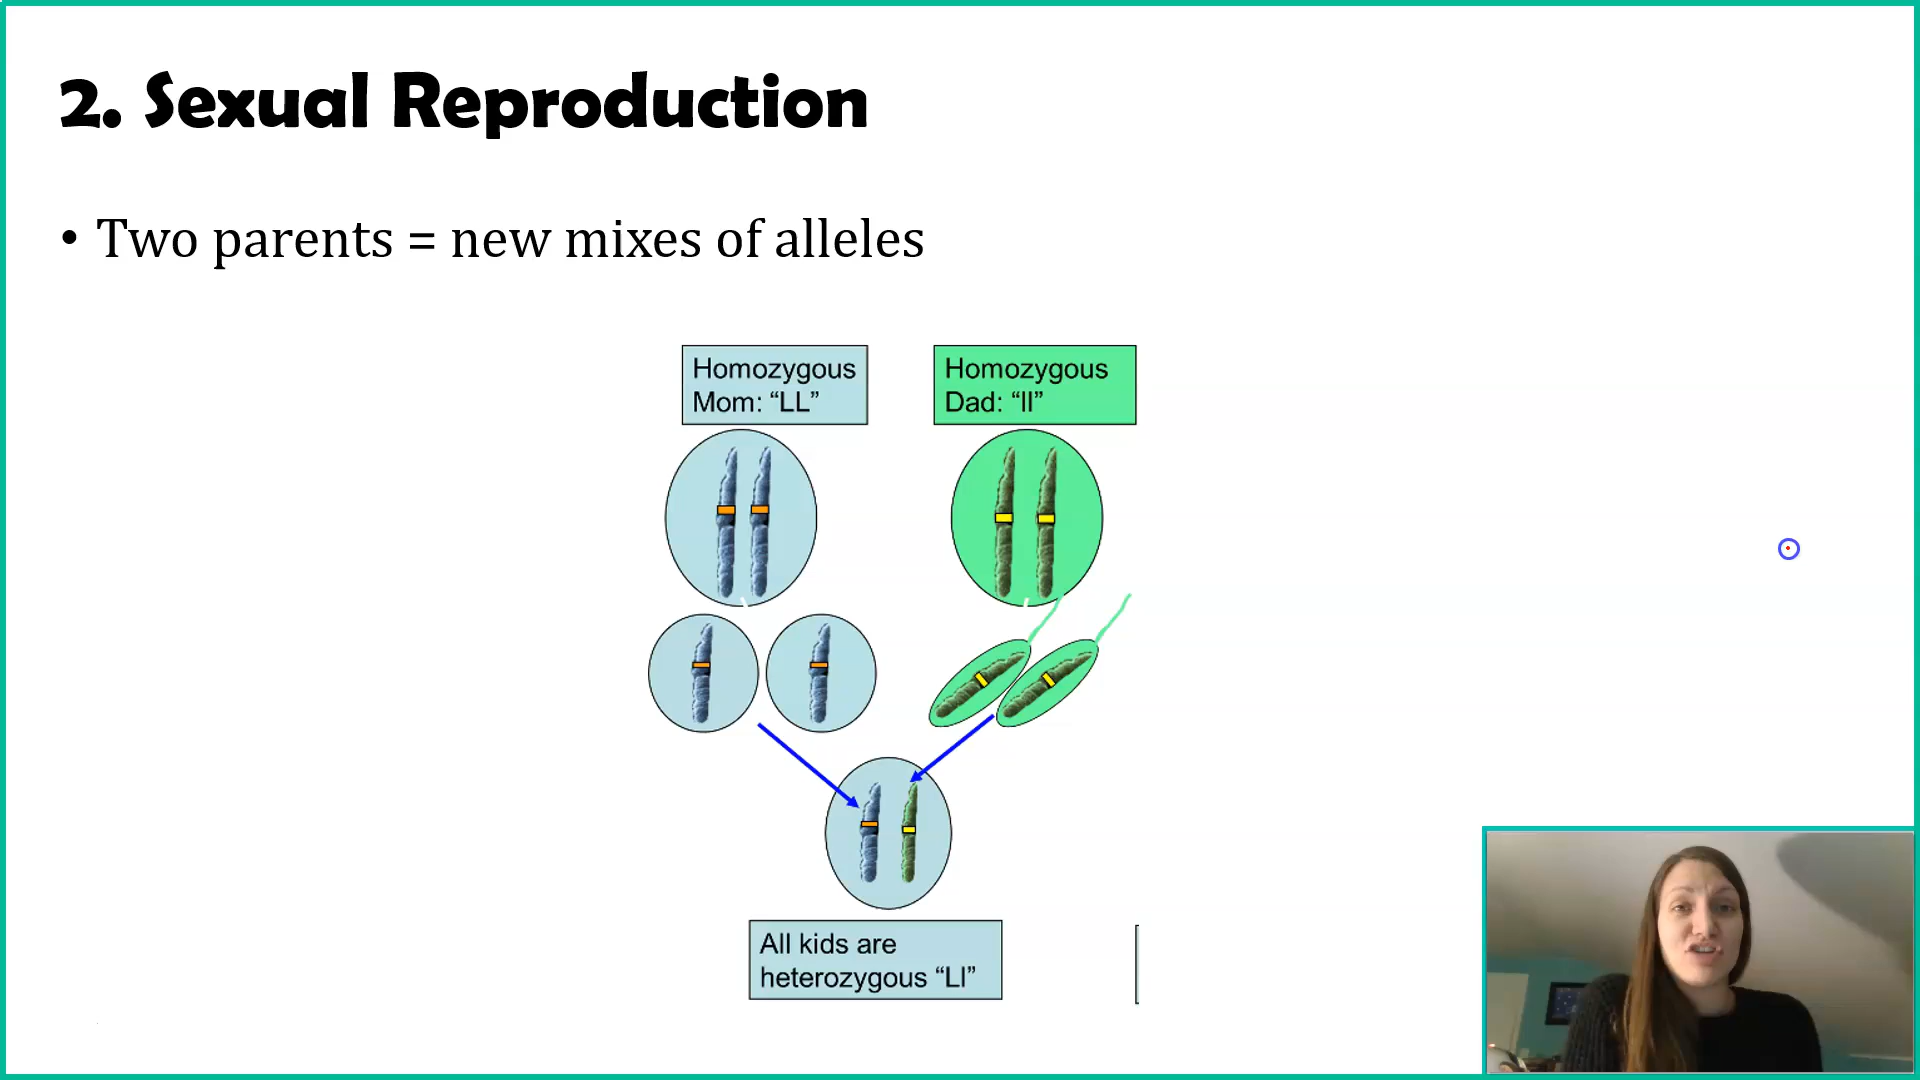 2. Sexual Reproduction
• Two parents = new mixes of alleles
Homozygous
Mom: “LL”
Homozygous
Dad: “ll”
All kids are
heterozygous “Ll”